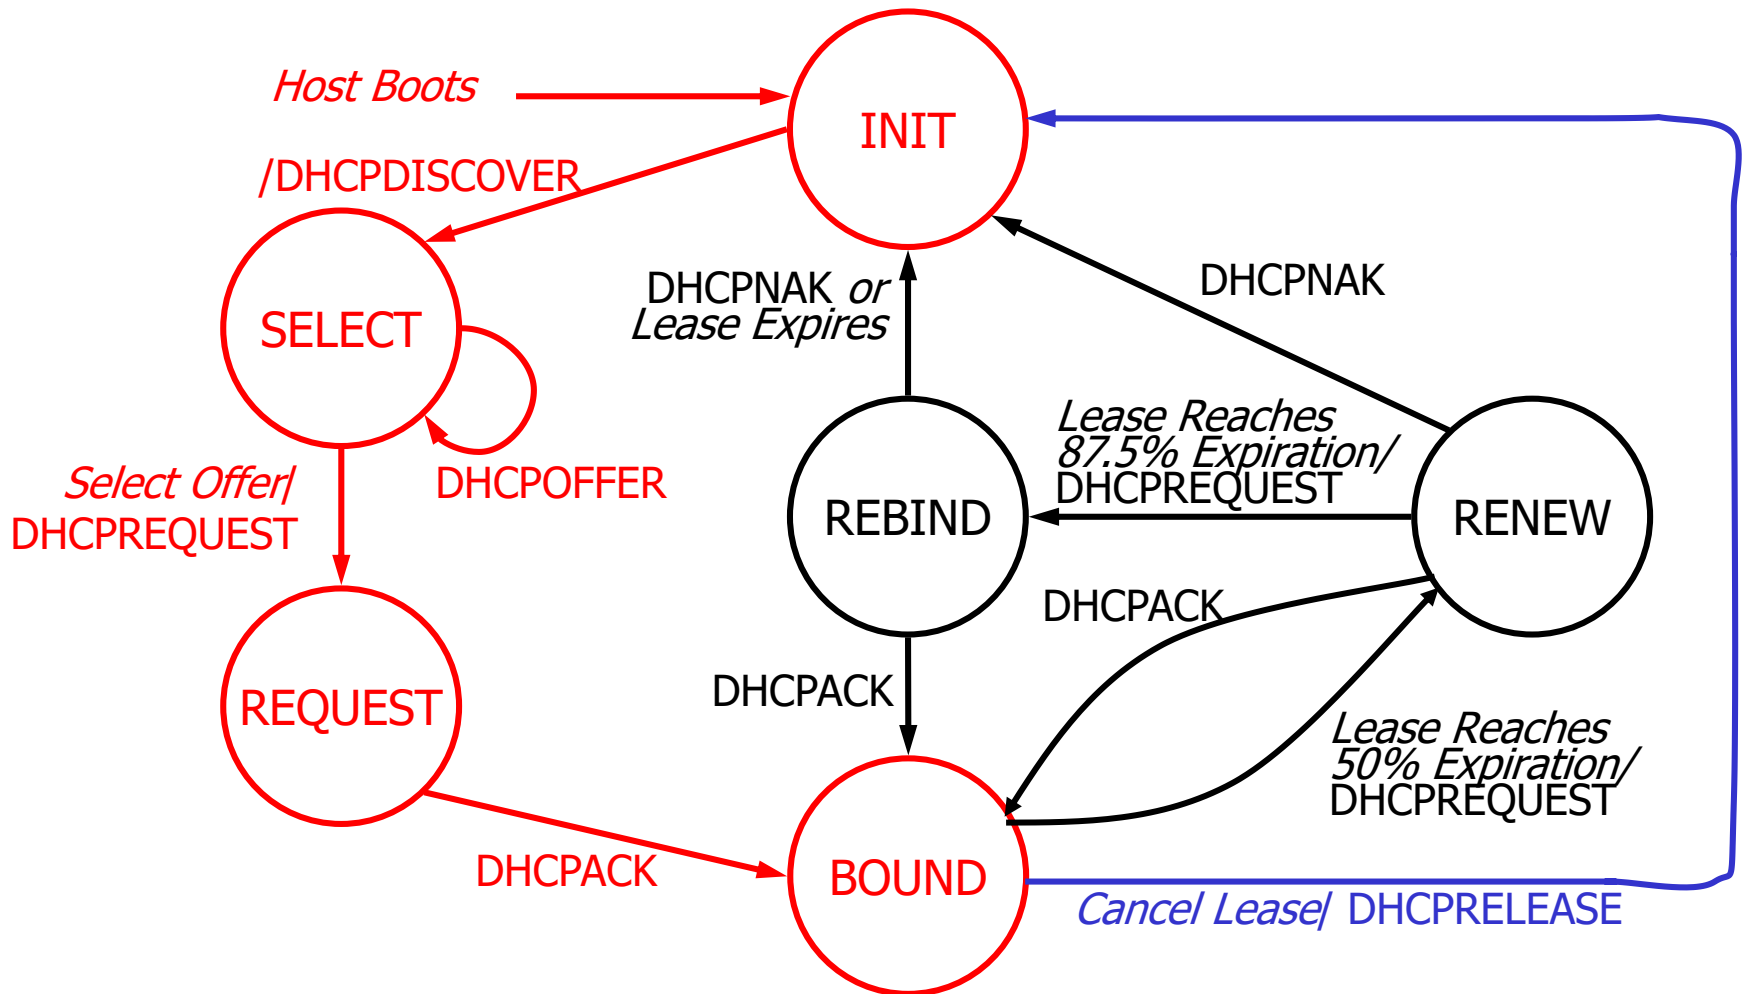 Host Boots
INIT
/DHCPDISCOVER
DHCPNAK or
Lease Expires
DHCPNAK
SELECT
Lease Reaches
87.5% Expiration/
DHCPREQUEST
Select Offer/
DHCPREQUEST
DHCPOFFER
REBIND
RENEW
DHCPACK
DHCPACK
REQUEST
Lease Reaches
50% Expiration/
DHCPREQUEST
DHCPACK
BOUND
Cancel Lease/ DHCPRELEASE